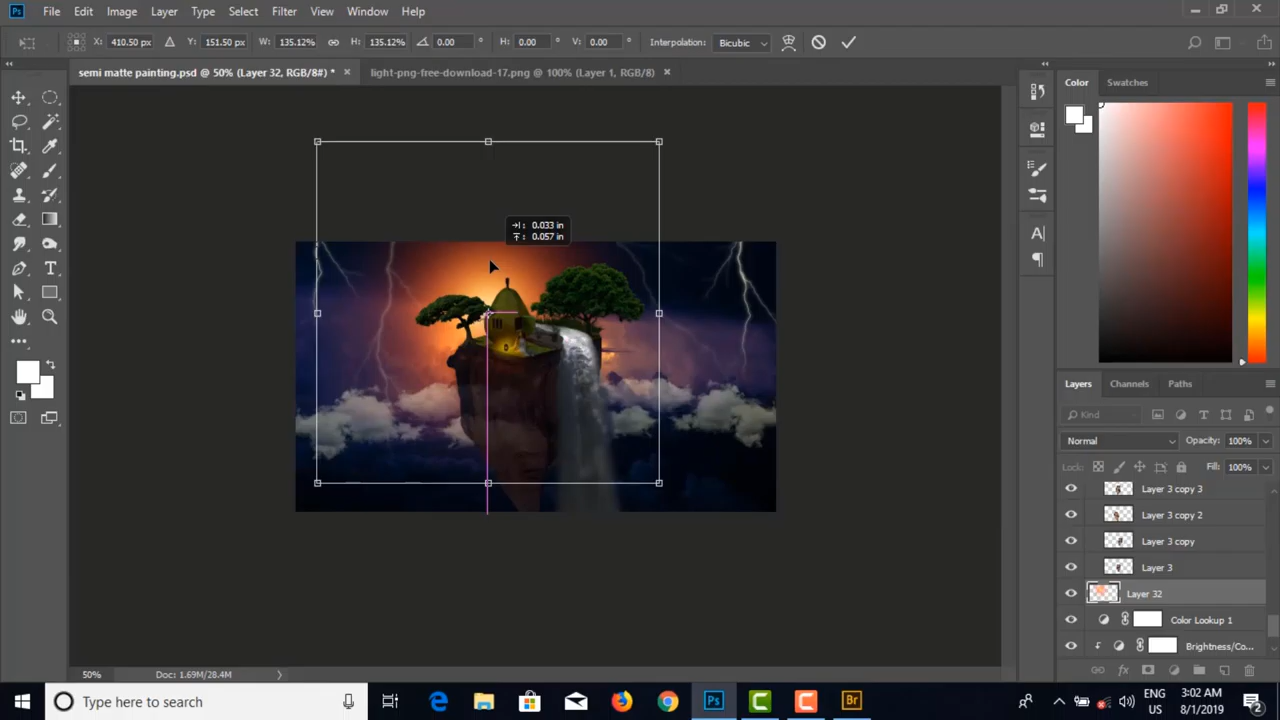 Ps File Edit Image Layer Type Select Filter View Window Help
X: 410.50 px Y: 151.50 px W: 135.12% H: 135.12% 0.00 ° H: 0.00 ° V: 0.00 ° Interpolation: Bicubic
semi matte painting.psd @ 50% (Layer 32, RGB/8#) * × light-png-free-download-17.png @ 100% (Layer 1, RGB/8) ×
Color Swatches
: 0.033 in
: 0.057 in
Layers Channels Paths
Kind
Normal Opacity: 100%
Lock: Fill: 100%
Layer 3 copy 3
Layer 3 copy 2
Layer 3 copy
Layer 3
Layer 32
Color Lookup 1
Brightness/Co...
fx
50% Doc: 1.69M/28.4M
Type here to search
Ps
Br
ENG
US
3:02 AM
8/1/2019
2